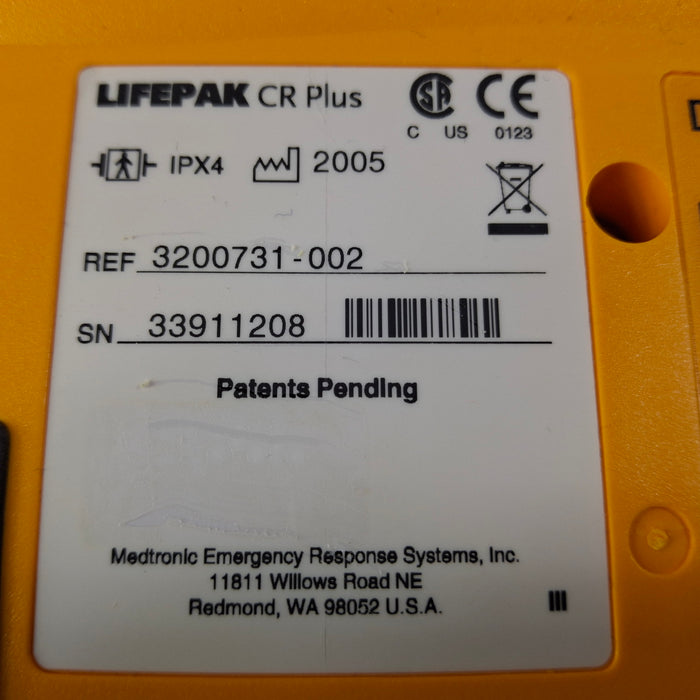 LIFEPAK CR Plus
C US 0123
IPX4 2005
REF 3200731-002
SN 33911208
Patents Pending
Medtronic Emergency Response Systems, Inc.
11811 Willows Road NE
Redmond, WA 98052 U.S.A.
III